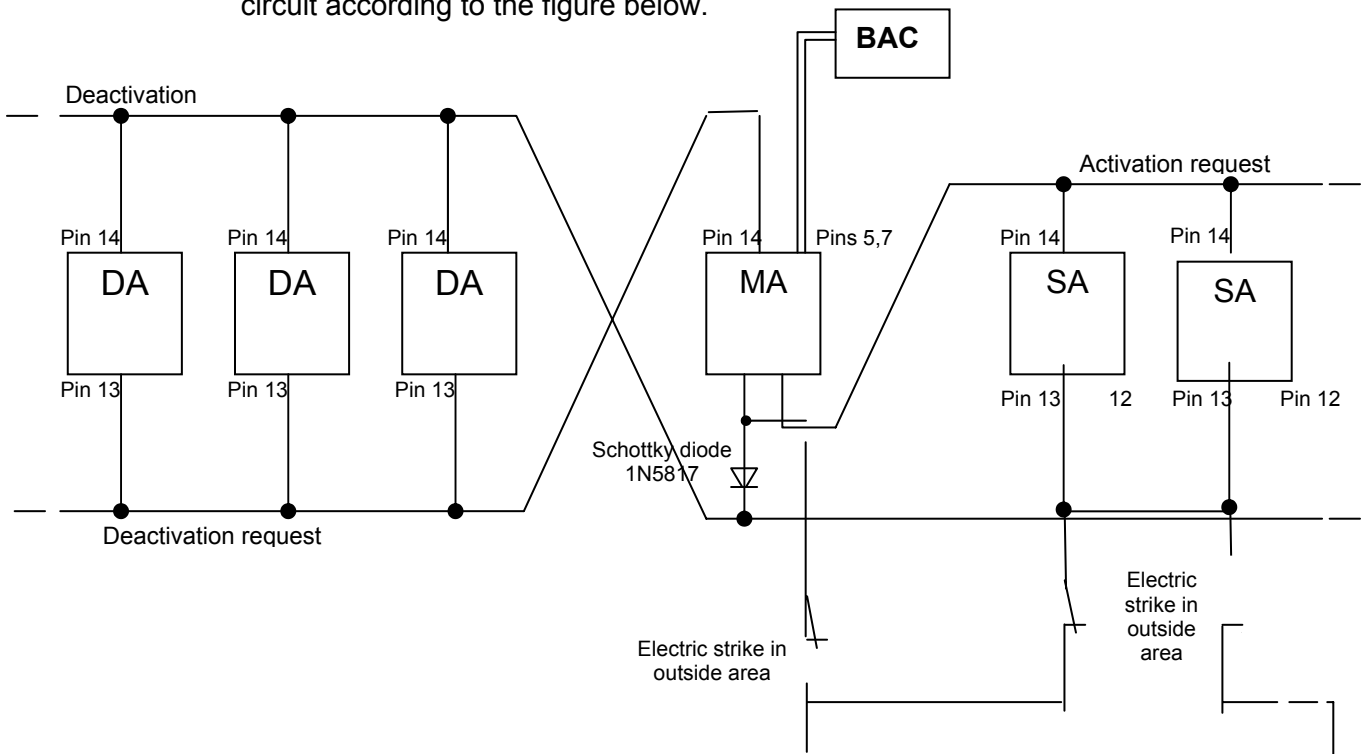 circuit according to the figure below.
BAC
Deactivation
Activation request
Pin 14
Pin 14
Pin 14
Pin 14
Pins 5,7
Pin 14
Pin 14
DA
DA
DA
MA
SA
SA
Pin 13
Pin 13
Pin 13
Pin 13
12
Pin 13
Pin 12
Schottky diode
1N5817
Deactivation request
Electric strike in
outside area
Electric
strike in
outside
area